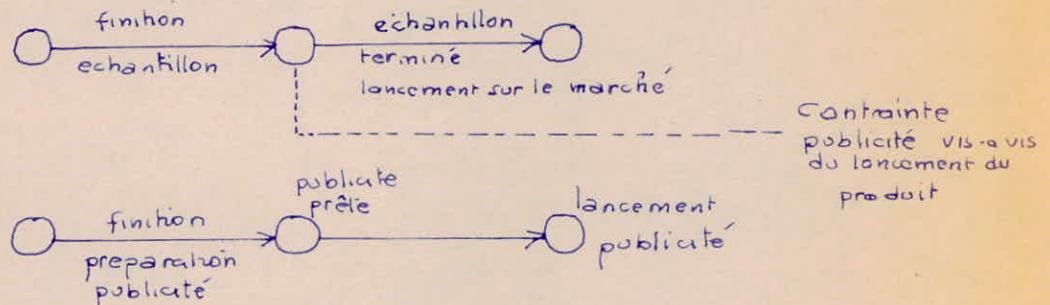 finition
echantillon
echantillon
terminé
lancement sur le marché
Contrainte
publicité vis-a vis
du lancement du
produit
publicite
prête
finition
preparation
publicité
lancement
publicité